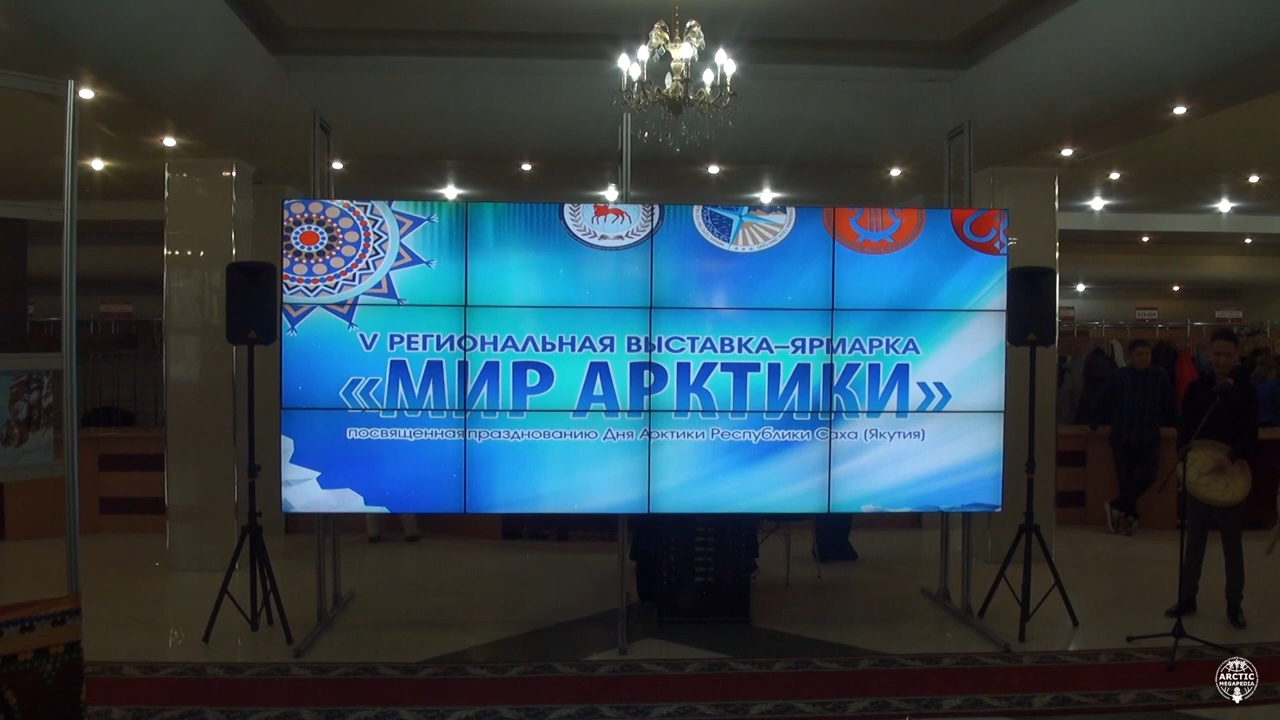 V РЕГИОНАЛЬНАЯ ВЫСТАВКА–ЯРМАРКА
«МИР АРКТИКИ»
посвященная празднованию Дня Арктики Республики Саха (Якутия)
ARCTIC
MEGAPEDIA